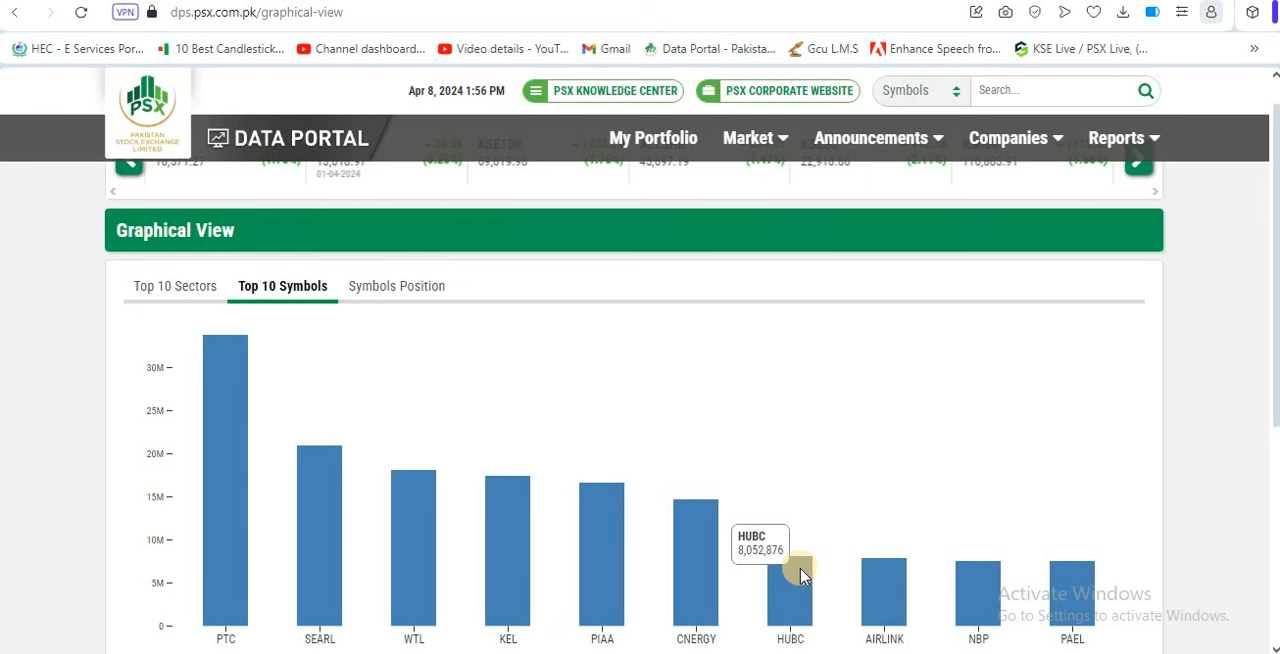 VPN dps.psx.com.pk/graphical-view
HEC - E Services Por... 10 Best Candlestick... Channel dashboard... Video details - YouT... Gmail Data Portal - Pakista... Gcu L.M.S Enhance Speech fro... KSE Live / PSX Live, (... »
PSX
PAKISTAN
STOCK EXCHANGE
LIMITED
Apr 8, 2024 1:56 PM PSX KNOWLEDGE CENTER PSX CORPORATE WEBSITE Symbols Search...
DATA PORTAL My Portfolio Market Announcements Companies Reports
01-04-2024
Graphical View
Top 10 Sectors Top 10 Symbols Symbols Position
30M
25M
20M
15M
10M
5M
0
HUBC
8,052,876
PTC SEARL WTL KEL PIAA CNERGY HUBC AIRLINK NBP PAEL
Activate Windows
Go to Settings to activate Windows.